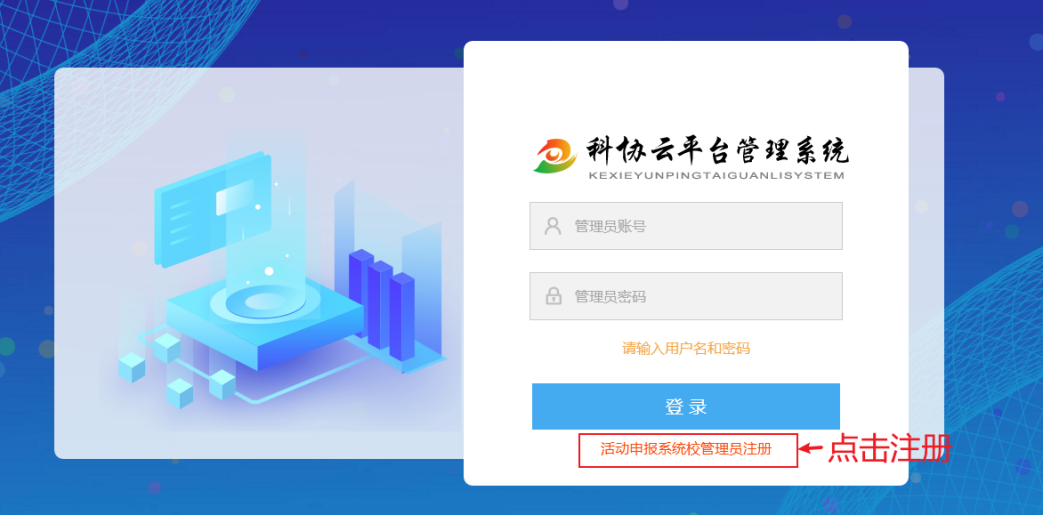 科协云平台管理系统
KEXIEYUNPINGTAIGUANLISYSTEM
管理员账号
管理员密码
请输入用户名和密码
登录
活动申报系统校管理员注册
点击注册